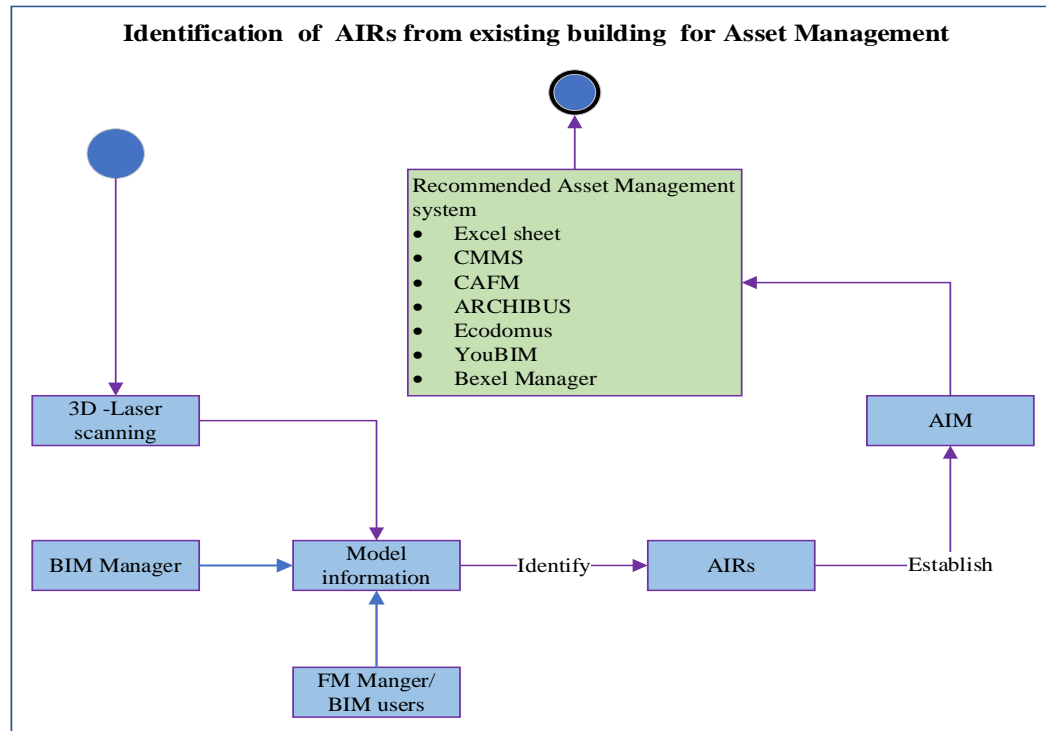 Identification of AIRs from existing building for Asset Management
Recommended Asset Management
system
• Excel sheet
• CMMS
• CAFM
• ARCHIBUS
• Ecodomus
• YouBIM
• Bexel Manager
3D -Laser
scanning
AIM
BIM Manager
Model
information
Identify
AIRs
Establish
FM Manger/
BIM users